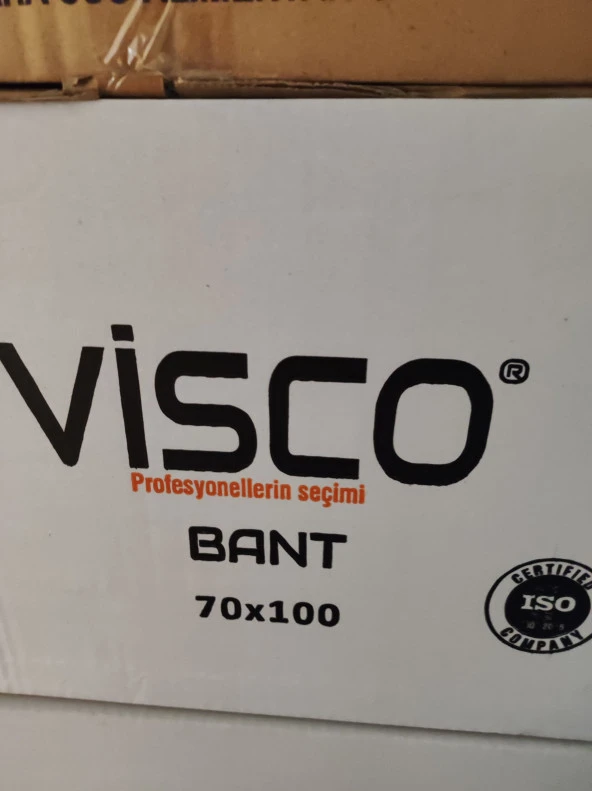 VİSCO®
Profesyonellerin seçimi
BANT
70x100
CERTIFIED
ISO
COMPANY